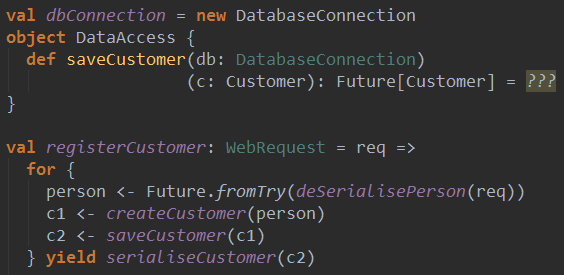 val dbConnection = new DatabaseConnection
object DataAccess {
  def saveCustomer(db: DatabaseConnection)
                  (c: Customer): Future[Customer] = ???
}

val registerCustomer: WebRequest = req =>
  for {
    person <- Future.fromTry(deSerialisePerson(req))
    c1 <- createCustomer(person)
    c2 <- saveCustomer(c1)
  } yield serialiseCustomer(c2)